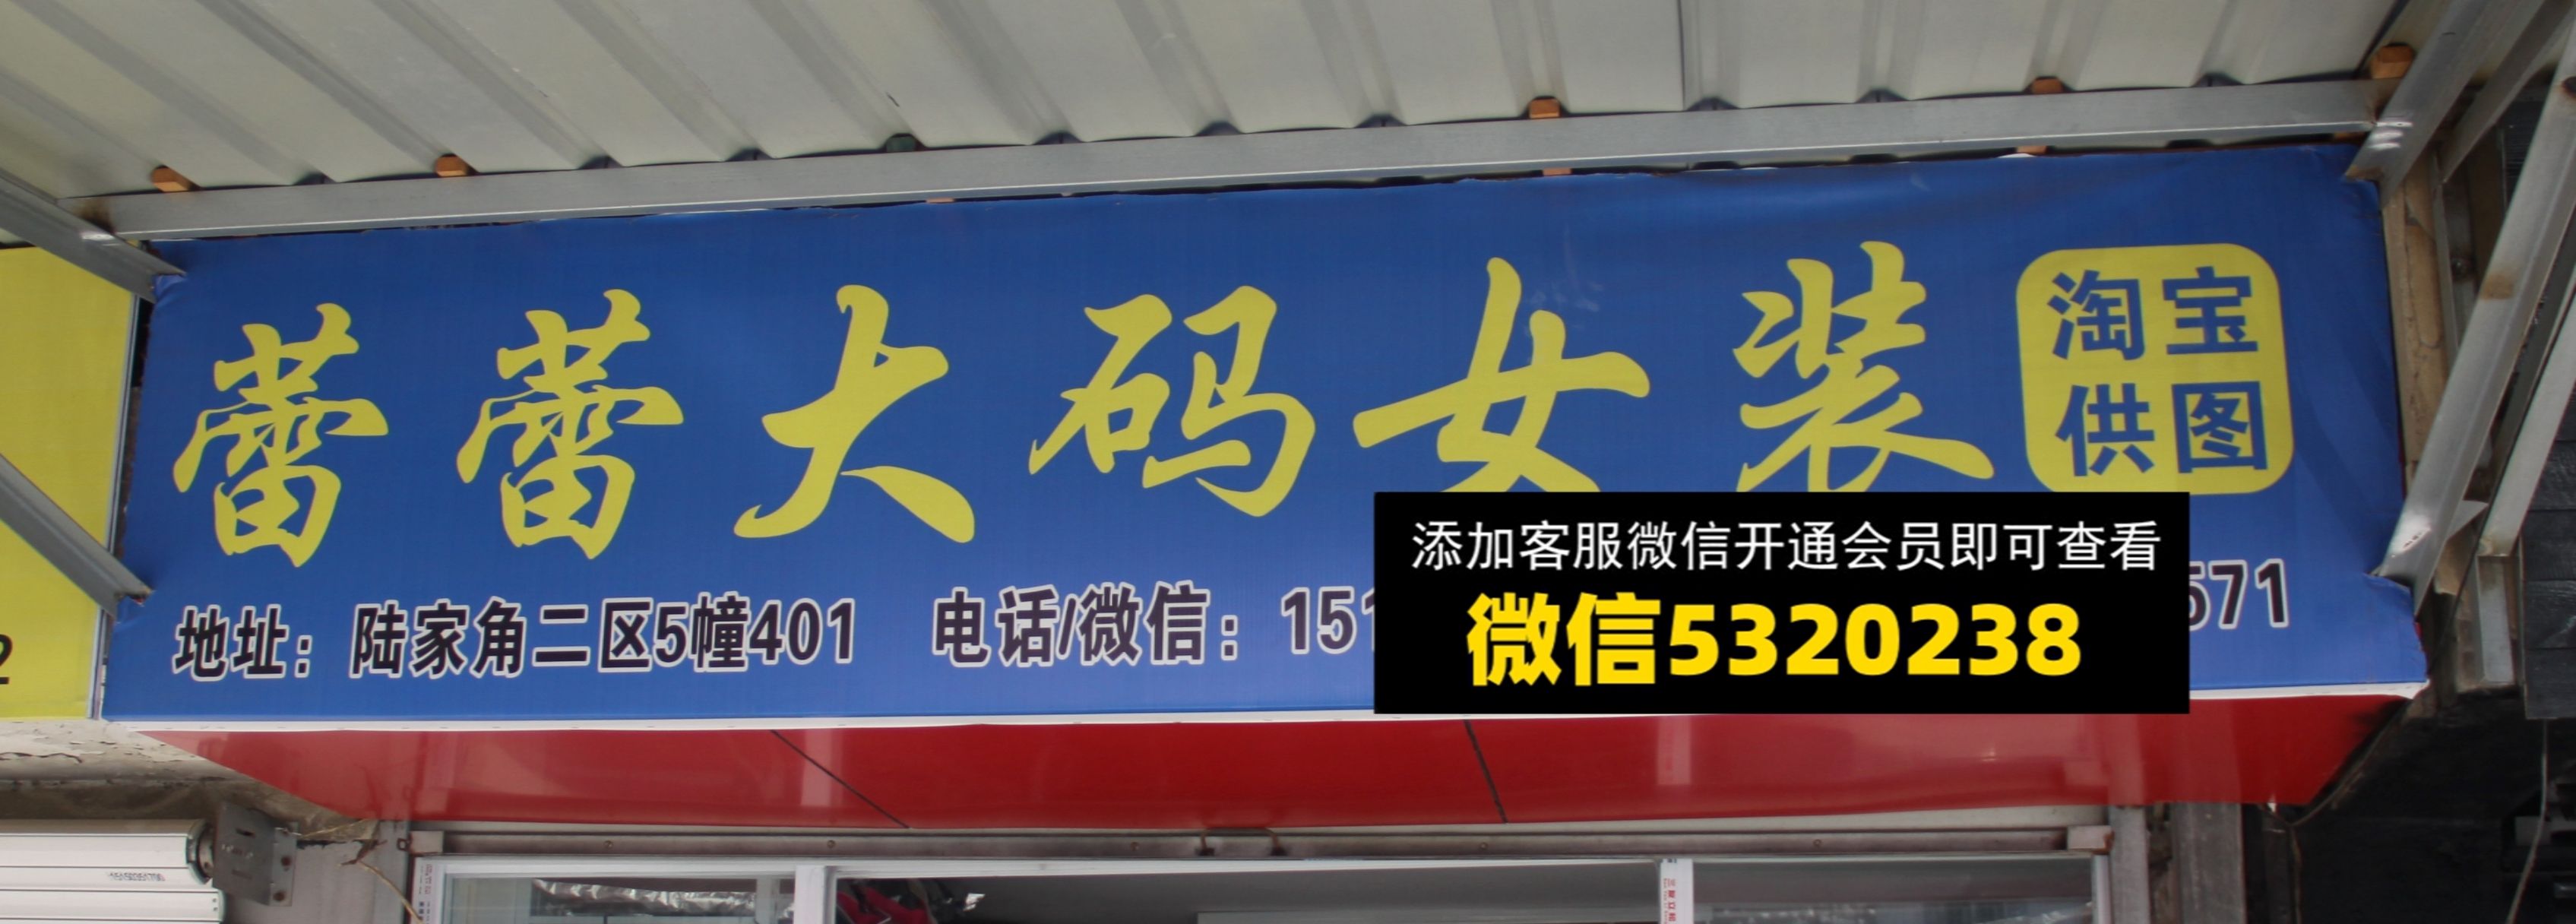 蕾蕾大码女装
淘宝
供图
添加客服微信开通会员即可查看
微信5320238
地址：陆家角二区5幢401 电话/微信：151 571